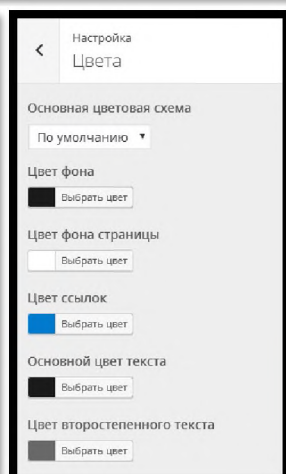 Настройка
Цвета
Основная цветовая схема
По умолчанию
Цвет фона
Выбрать цвет
Цвет фона страницы
Выбрать цвет
Цвет ссылок
Выбрать цвет
Основной цвет текста
Выбрать цвет
Цвет второстепенного текста
Выбрать цвет